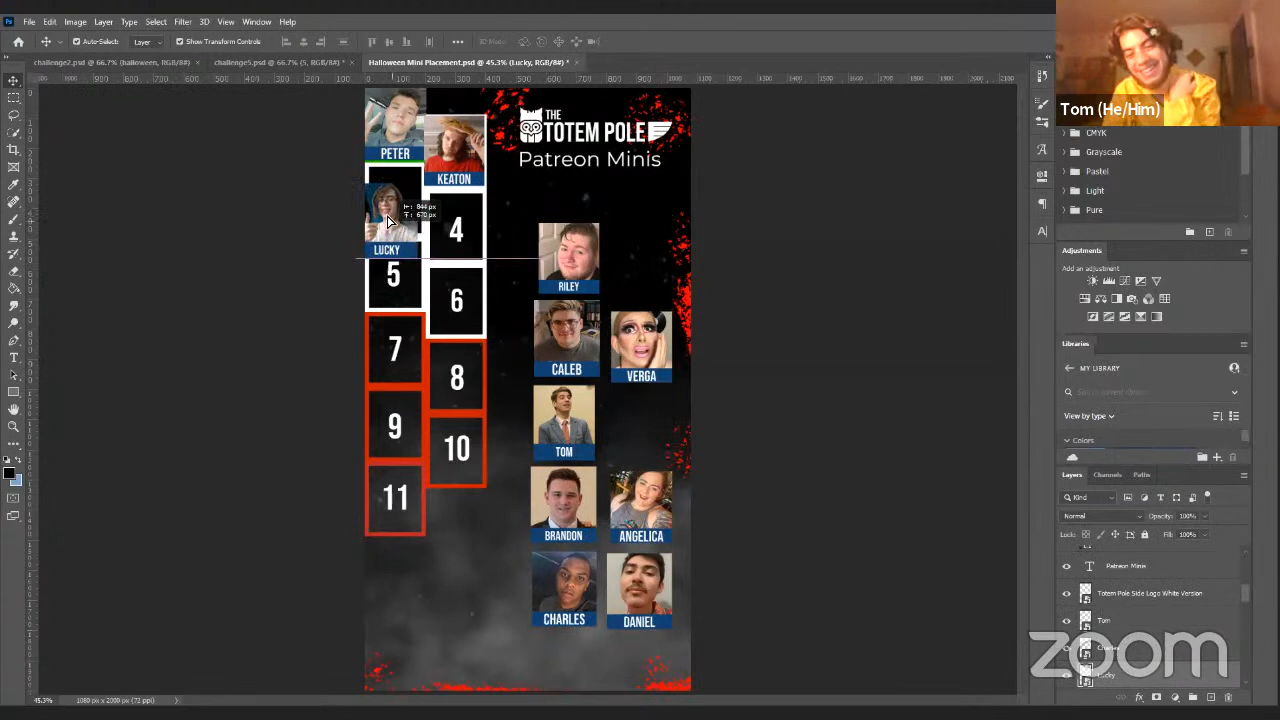 File Edit Image Layer Type Select Filter 3D View Window Help
Auto-Select: Layer Show Transform Controls 3D Mode:
challenge2.psd @ 66.7% (halloween, RGB/8#) challenge5.psd @ 66.7% (5, RGB/8#) * Halloween Mini Placement.psd @ 45.3% (Lucky, RGB/8#) *
Tom (He/Him)
THE
TOTEM POLE
Patreon Minis
PETER
KEATON
LUCKY
4
5
6
7
8
9
10
11
RILEY
CALEB
VERGA
TOM
BRANDON
ANGELICA
CHARLES
DANIEL
CMYK
Grayscale
Pastel
Light
Pure
Adjustments
Add an adjustment
Libraries
MY LIBRARY
View by type
Colors
Layers Channels Paths
Kind
Normal Opacity: 100%
Lock: Fill: 100%
Patreon Minis
Totem Pole Side Logo White Version
Tom
Charles
Lucky
zoom
45.3% 1080 px x 2000 px (72 ppi)